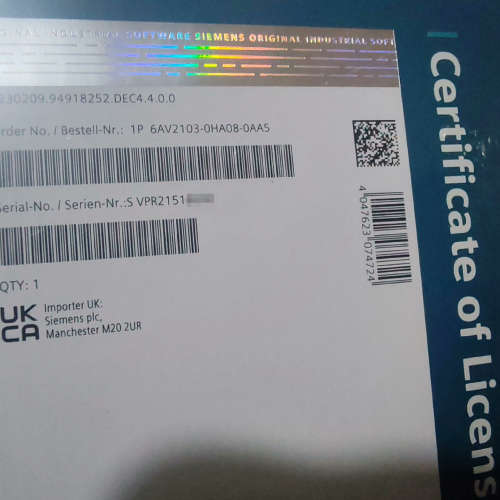 SOFTWARE SIEMENS ORIGINAL INDUSTRIAL SOFT
230209.94918252.DEC4.4.0.0
rder No. / Bestell-Nr.: 1P 6AV2103-0HA08-0AA5
Serial-No. / Serien-Nr.:S VPR2151
QTY: 1
UK
CA
Importer UK:
Siemens plc,
Manchester M20 2UR
4 047623 074724
Certificate of Licens